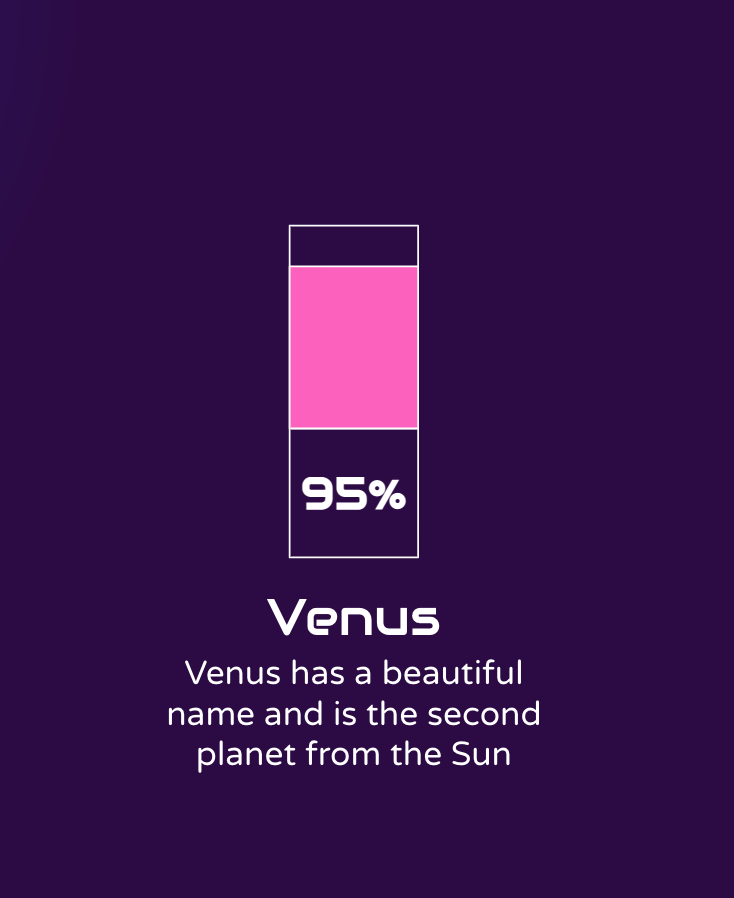 95%
Venus
Venus has a beautiful
name and is the second
planet from the Sun